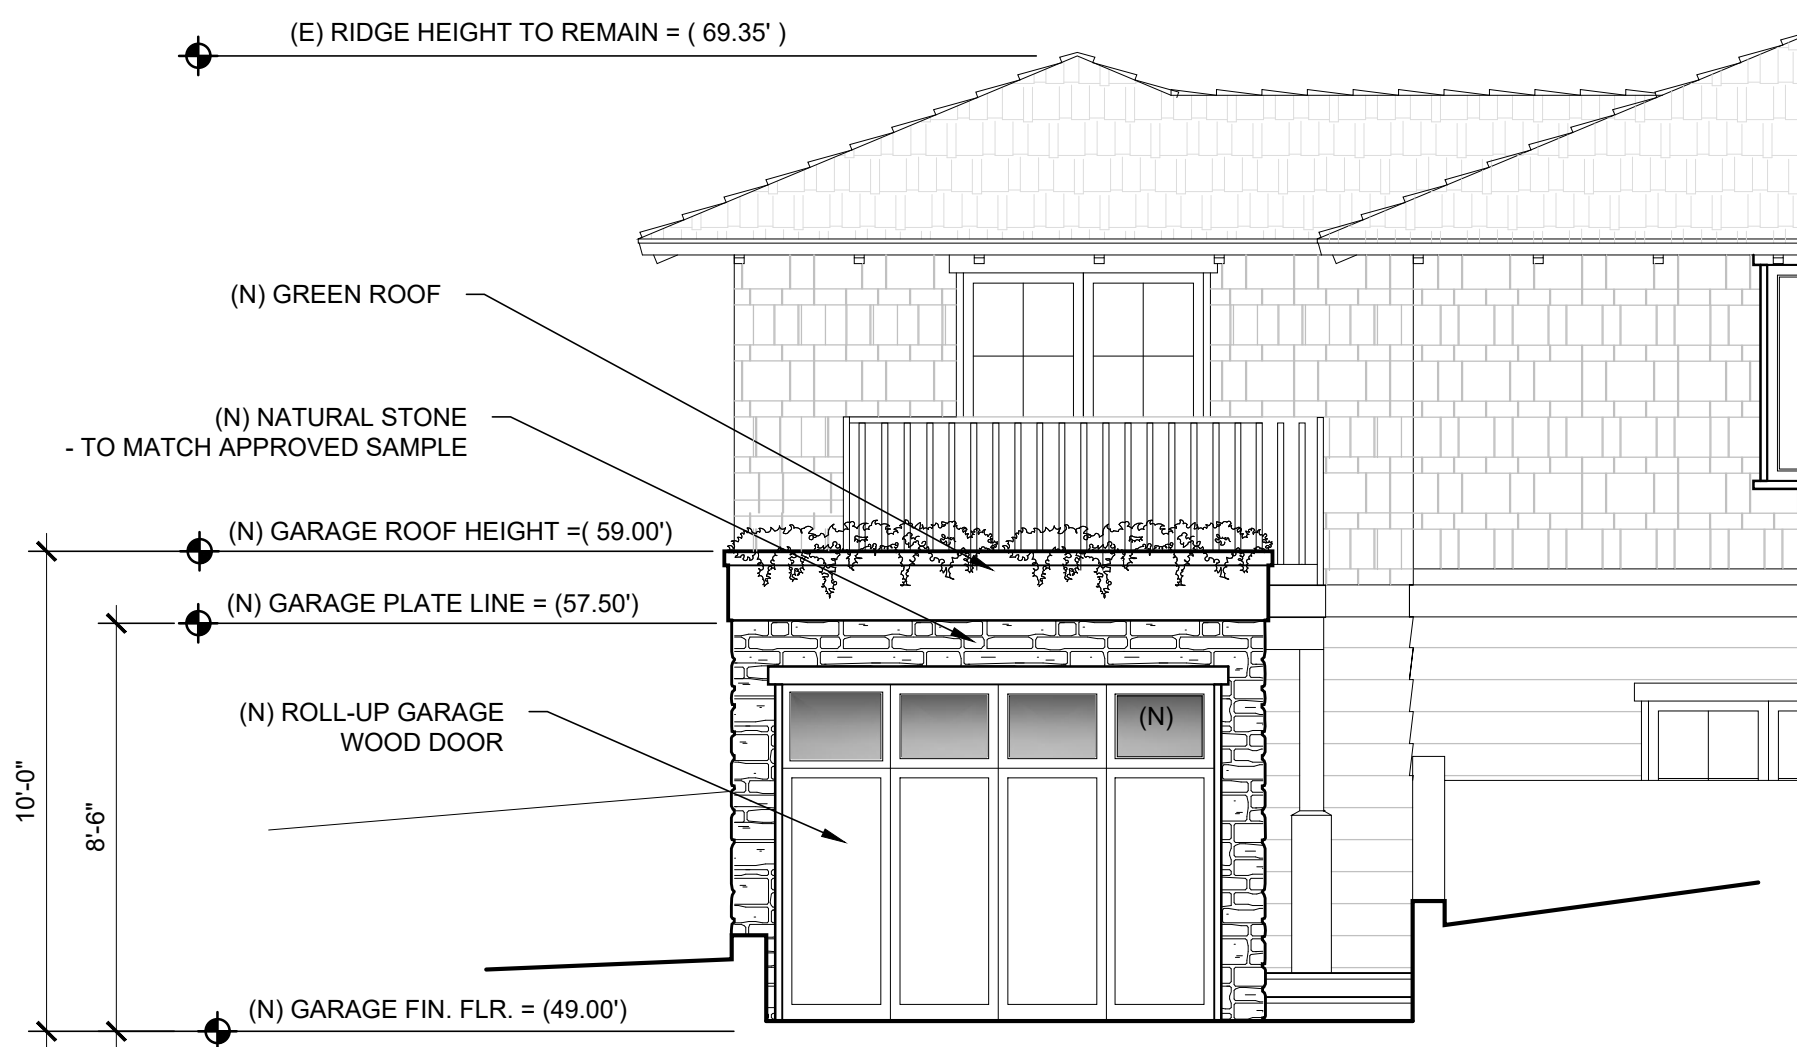 (E) RIDGE HEIGHT TO REMAIN = ( 69.35' )
(N) GREEN ROOF
(N) NATURAL STONE
- TO MATCH APPROVED SAMPLE
(N) GARAGE ROOF HEIGHT =( 59.00')
(N) GARAGE PLATE LINE = (57.50')
(N) ROLL-UP GARAGE
WOOD DOOR
(N)
10'-0"
8'-6"
(N) GARAGE FIN. FLR. = (49.00')